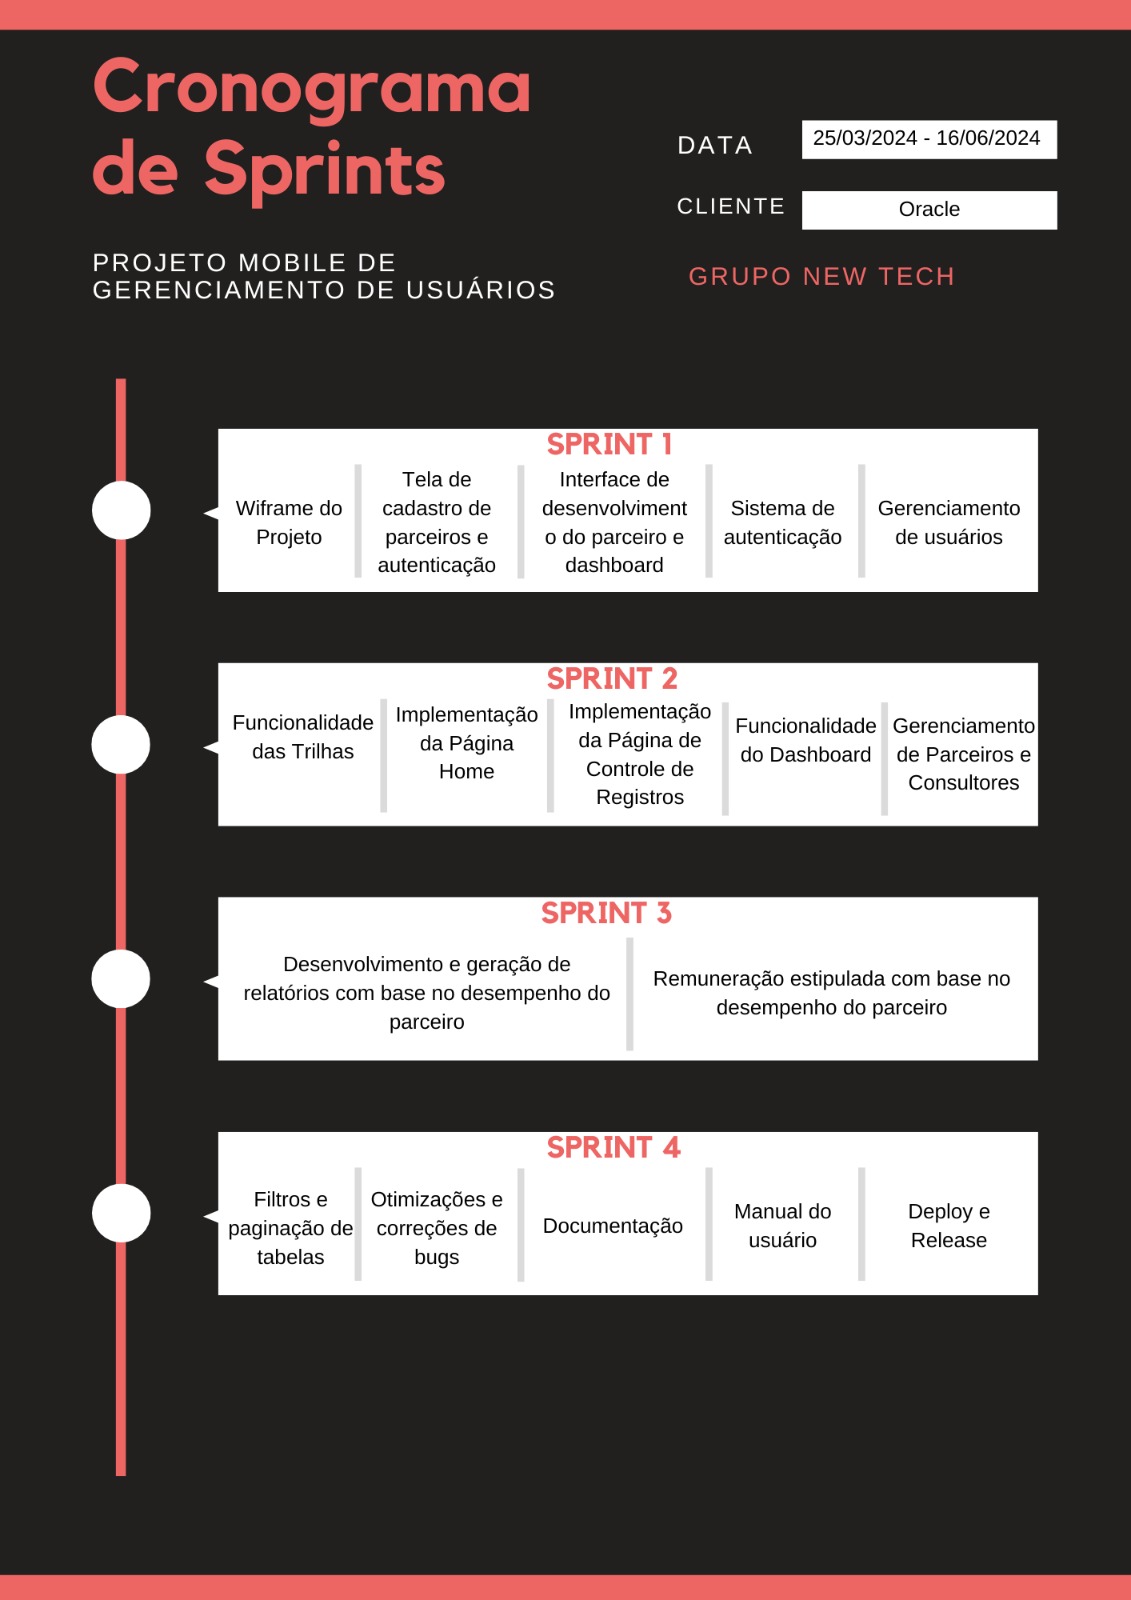 Cronograma
de Sprints
DATA
25/03/2024 - 16/06/2024
CLIENTE
Oracle
PROJETO MOBILE DE
GERENCIAMENTO DE USUÁRIOS
GRUPO NEW TECH
SPRINT 1
Wiframe do
Projeto
Tela de
cadastro de
parceiros e
autenticação
Interface de
desenvolviment
o do parceiro e
dashboard
Sistema de
autenticação
Gerenciamento
de usuários
SPRINT 2
Funcionalidade
das Trilhas
Implementação
da Página
Home
Implementação
da Página de
Controle de
Registros
Funcionalidade
do Dashboard
Gerenciamento
de Parceiros e
Consultores
SPRINT 3
Desenvolvimento e geração de
relatórios com base no desempenho do
parceiro
Remuneração estipulada com base no
desempenho do parceiro
SPRINT 4
Filtros e
paginação de
tabelas
Otimizações e
correções de
bugs
Documentação
Manual do
usuário
Deploy e
Release